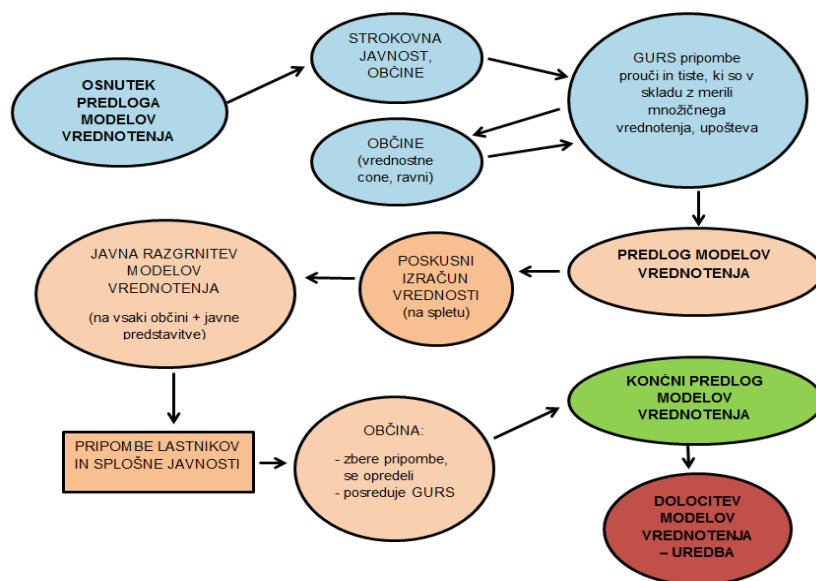 OSNUTEK
PREDLOGA
MODELOV
VREDNOTENJA
STROKOVNA
JAVNOST,
OBČINE
GURS pripombe
prouči in tiste, ki so v
skladu z merili
množičnega
vrednotenja, upošteva
OBČINE
(vrednostne
cone, ravni)
PREDLOG MODELOV
VREDNOTENJA
POSKUSNI
IZRAČUN
VREDNOSTI
(na spletu)
JAVNA RAZGRNITEV
MODELOV
VREDNOTENJA
(na vsaki občini + javne
predstavitve)
PRIPOMBE LASTNIKOV
IN SPLOŠNE JAVNOSTI
OBČINA:
- zbere pripombe,
se opredeli
- posreduje GURS
KONČNI PREDLOG
MODELOV
VREDNOTENJA
DOLOCITEV
MODELOV
VREDNOTENJA
– UREDBA